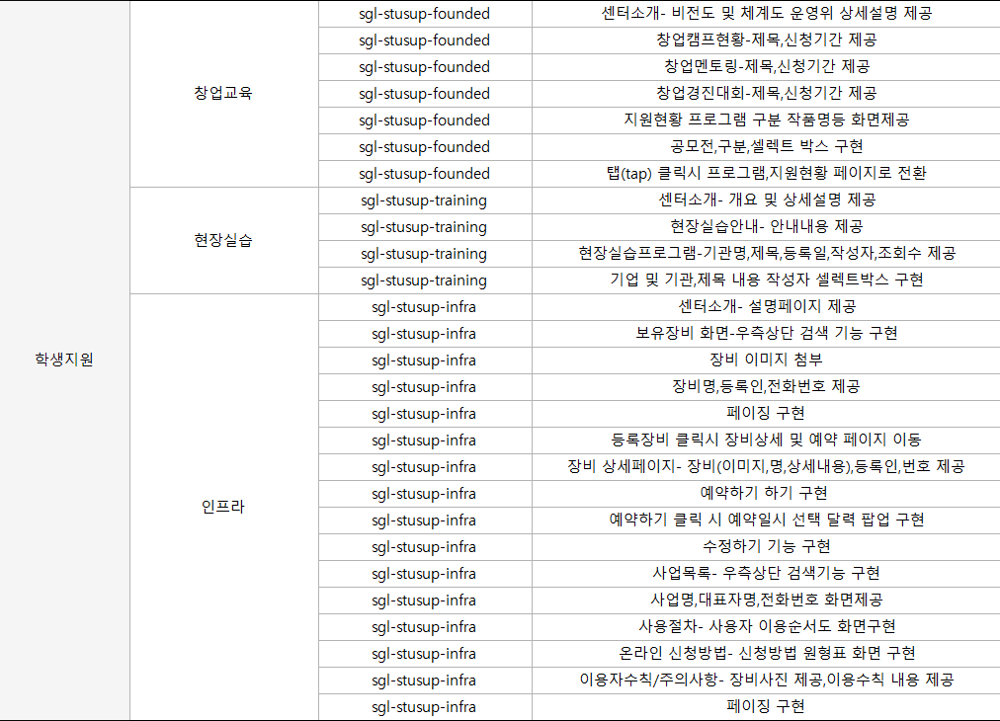 학생지원
창업교육
sgl-stusup-founded 센터소개- 비전도 및 체계도 운영위 상세설명 제공
sgl-stusup-founded 창업캠프현황-제목,신청기간 제공
sgl-stusup-founded 창업멘토링-제목,신청기간 제공
sgl-stusup-founded 창업경진대회-제목,신청기간 제공
sgl-stusup-founded 지원현황 프로그램 구분 작품명등 화면제공
sgl-stusup-founded 공모전,구분,셀렉트 박스 구현
sgl-stusup-founded 탭(tap) 클릭시 프로그램,지원현황 페이지로 전환
현장실습
sgl-stusup-training 센터소개- 개요 및 상세설명 제공
sgl-stusup-training 현장실습안내- 안내내용 제공
sgl-stusup-training 현장실습프로그램-기관명,제목,등록일,작성자,조회수 제공
sgl-stusup-training 기업 및 기관,제목 내용 작성자 셀렉트박스 구현
인프라
sgl-stusup-infra 센터소개- 설명페이지 제공
sgl-stusup-infra 보유장비 화면-우측상단 검색 기능 구현
sgl-stusup-infra 장비 이미지 첨부
sgl-stusup-infra 장비명,등록인,전화번호 제공
sgl-stusup-infra 페이징 구현
sgl-stusup-infra 등록장비 클릭시 장비상세 및 예약 페이지 이동
sgl-stusup-infra 장비 상세페이지- 장비(이미지,명,상세내용),등록인,번호 제공
sgl-stusup-infra 예약하기 하기 구현
sgl-stusup-infra 예약하기 클릭 시 예약일시 선택 달력 팝업 구현
sgl-stusup-infra 수정하기 기능 구현
sgl-stusup-infra 사업목록- 우측상단 검색기능 구현
sgl-stusup-infra 사업명,대표자명,전화번호 화면제공
sgl-stusup-infra 사용절차- 사용자 이용순서도 화면구현
sgl-stusup-infra 온라인 신청방법- 신청방법 원형표 화면 구현
sgl-stusup-infra 이용자수칙/주의사항- 장비사진 제공,이용수칙 내용 제공
sgl-stusup-infra 페이징 구현